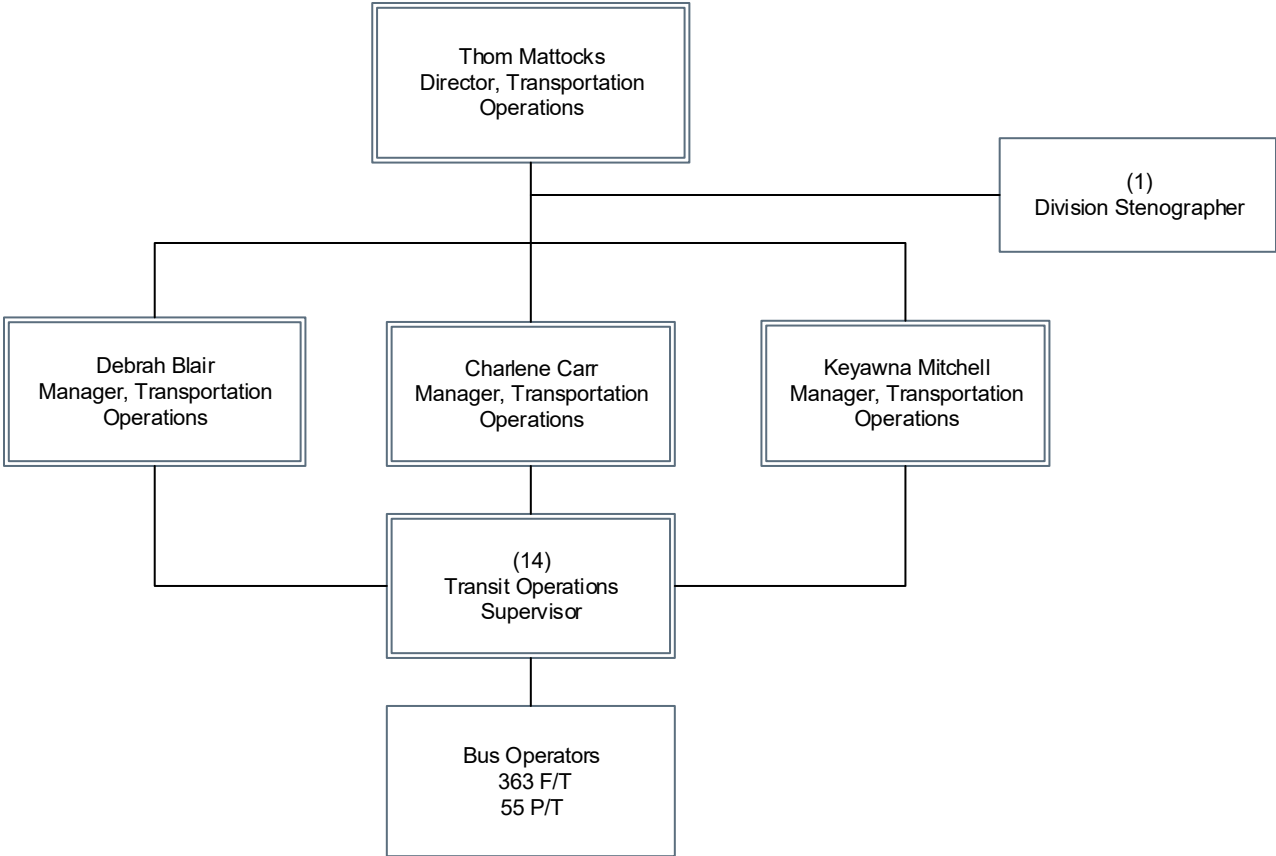 Thom Mattocks
Director, Transportation
Operations
(1)
Division Stenographer
Debrah Blair
Manager, Transportation
Operations
Charlene Carr
Manager, Transportation
Operations
Keyawna Mitchell
Manager, Transportation
Operations
(14)
Transit Operations
Supervisor
Bus Operators
363 F/T
55 P/T